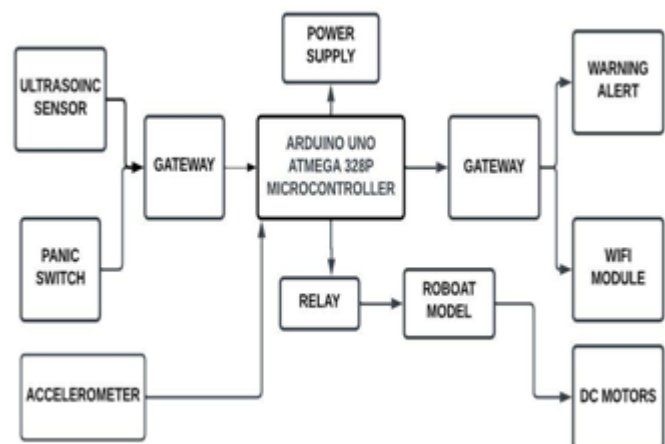 POWER
SUPPLY
ULTRASOINC
SENSOR
WARNING
ALERT
GATEWAY
ARDUINO UNO
ATMEGA 328P
MICROCONTROLLER
GATEWAY
PANIC
SWITCH
WIFI
MODULE
RELAY
ROBOAT
MODEL
ACCELEROMETER
DC MOTORS